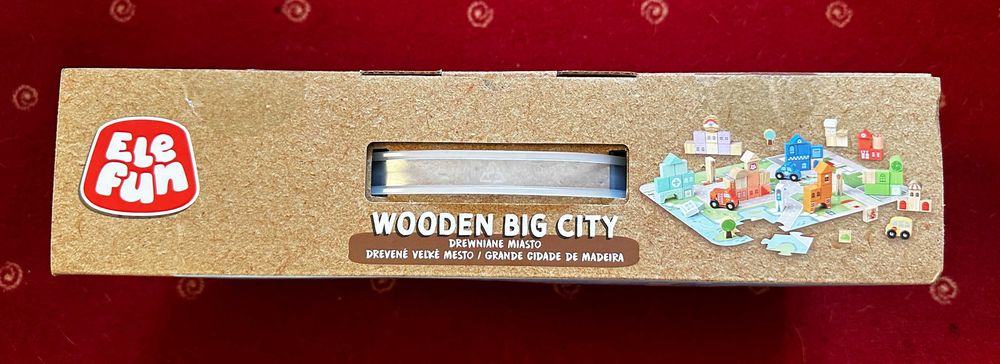 ELe
FUN
WOODEN BIG CITY
DREWNIANE MIASTO
DREVENÉ VEĽKÉ MESTO / GRANDE CIDADE DE MADEIRA